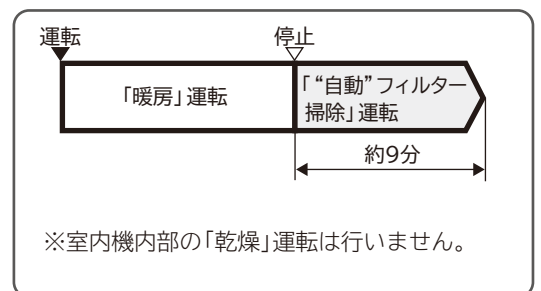 運転
停止
「暖房」運転
「“自動”フィルター
掃除」運転
約9分
※室内機内部の「乾燥」運転は行いません。